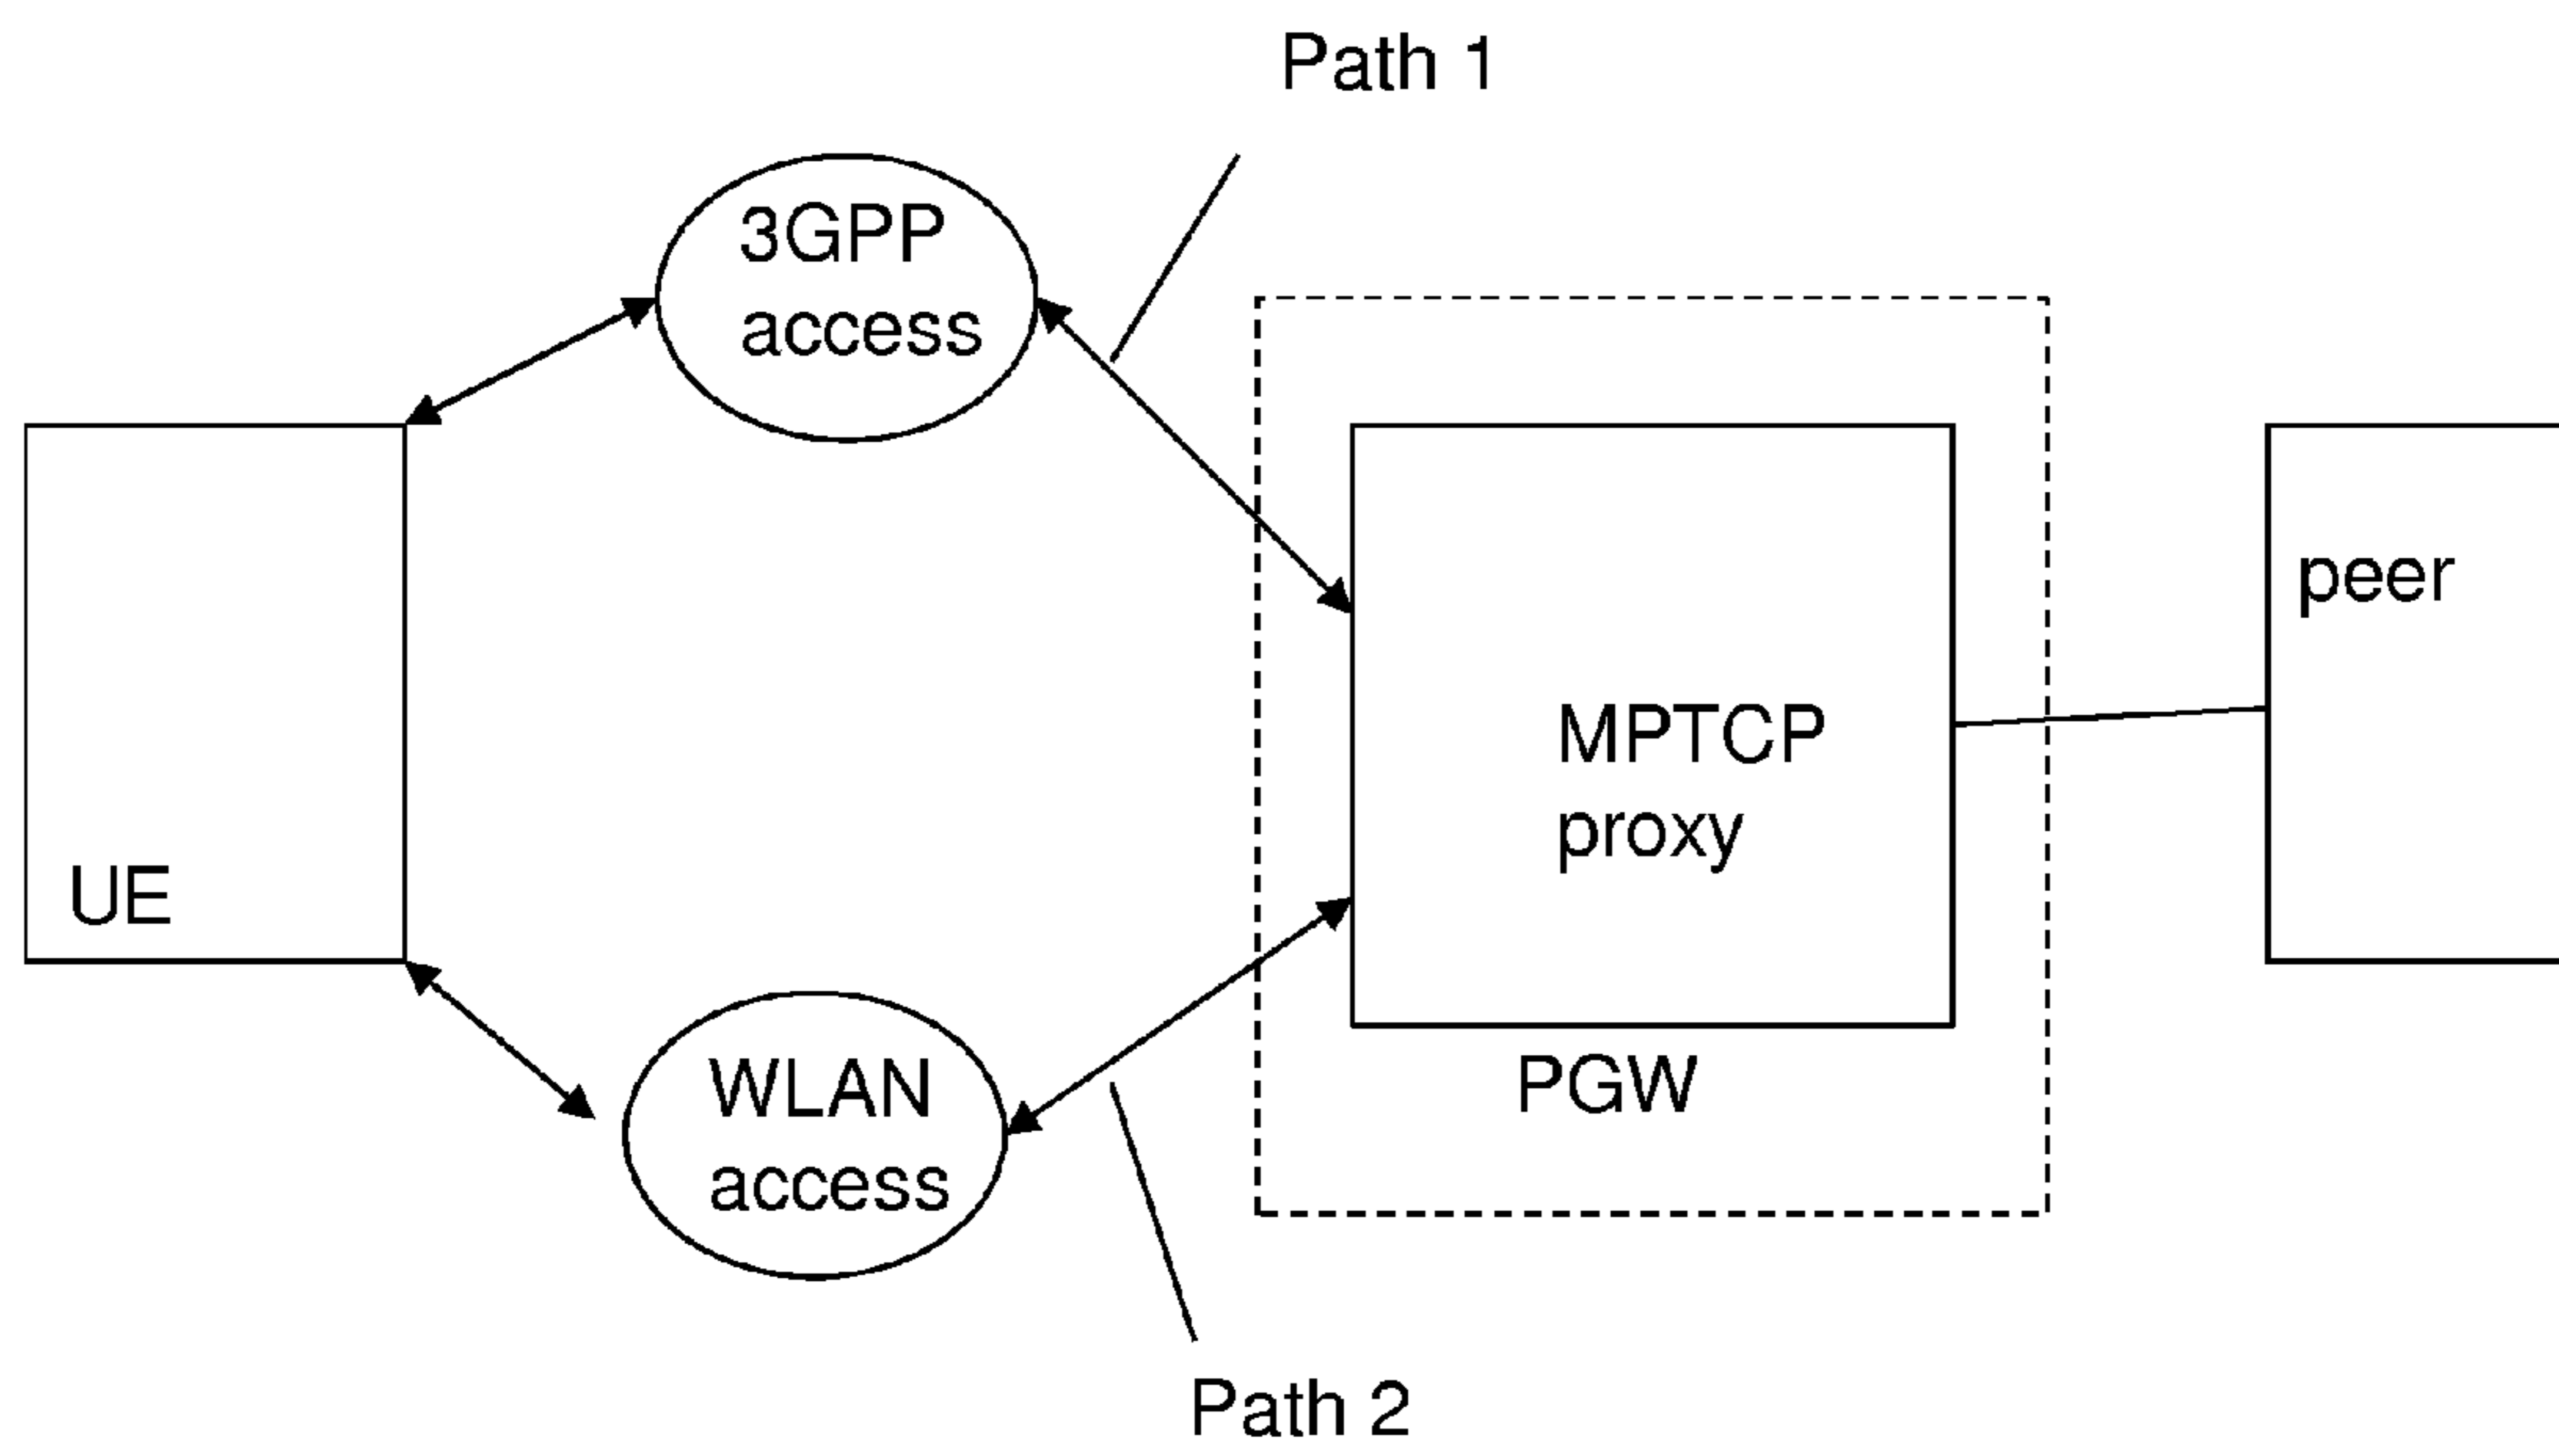 Path 1
3GPP
access
peer
MPTCP
proxy
UE
WLAN
access
PGW
Path 2